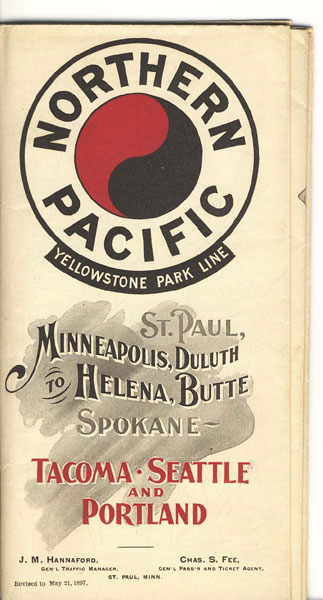 NORTHERN
PACIFIC
YELLOWSTONE PARK LINE
ST. PAUL,
MINNEAPOLIS, DULUTH
TO HELENA, BUTTE
SPOKANE—
TACOMA · SEATTLE
AND
PORTLAND
J. M. HANNAFORD, CHAS. S. FEE,
GEN'L TRAFFIC MANAGER. GEN'L PASS'R AND TICKET AGENT,
ST. PAUL, MINN.
Revised to May 21, 1897.